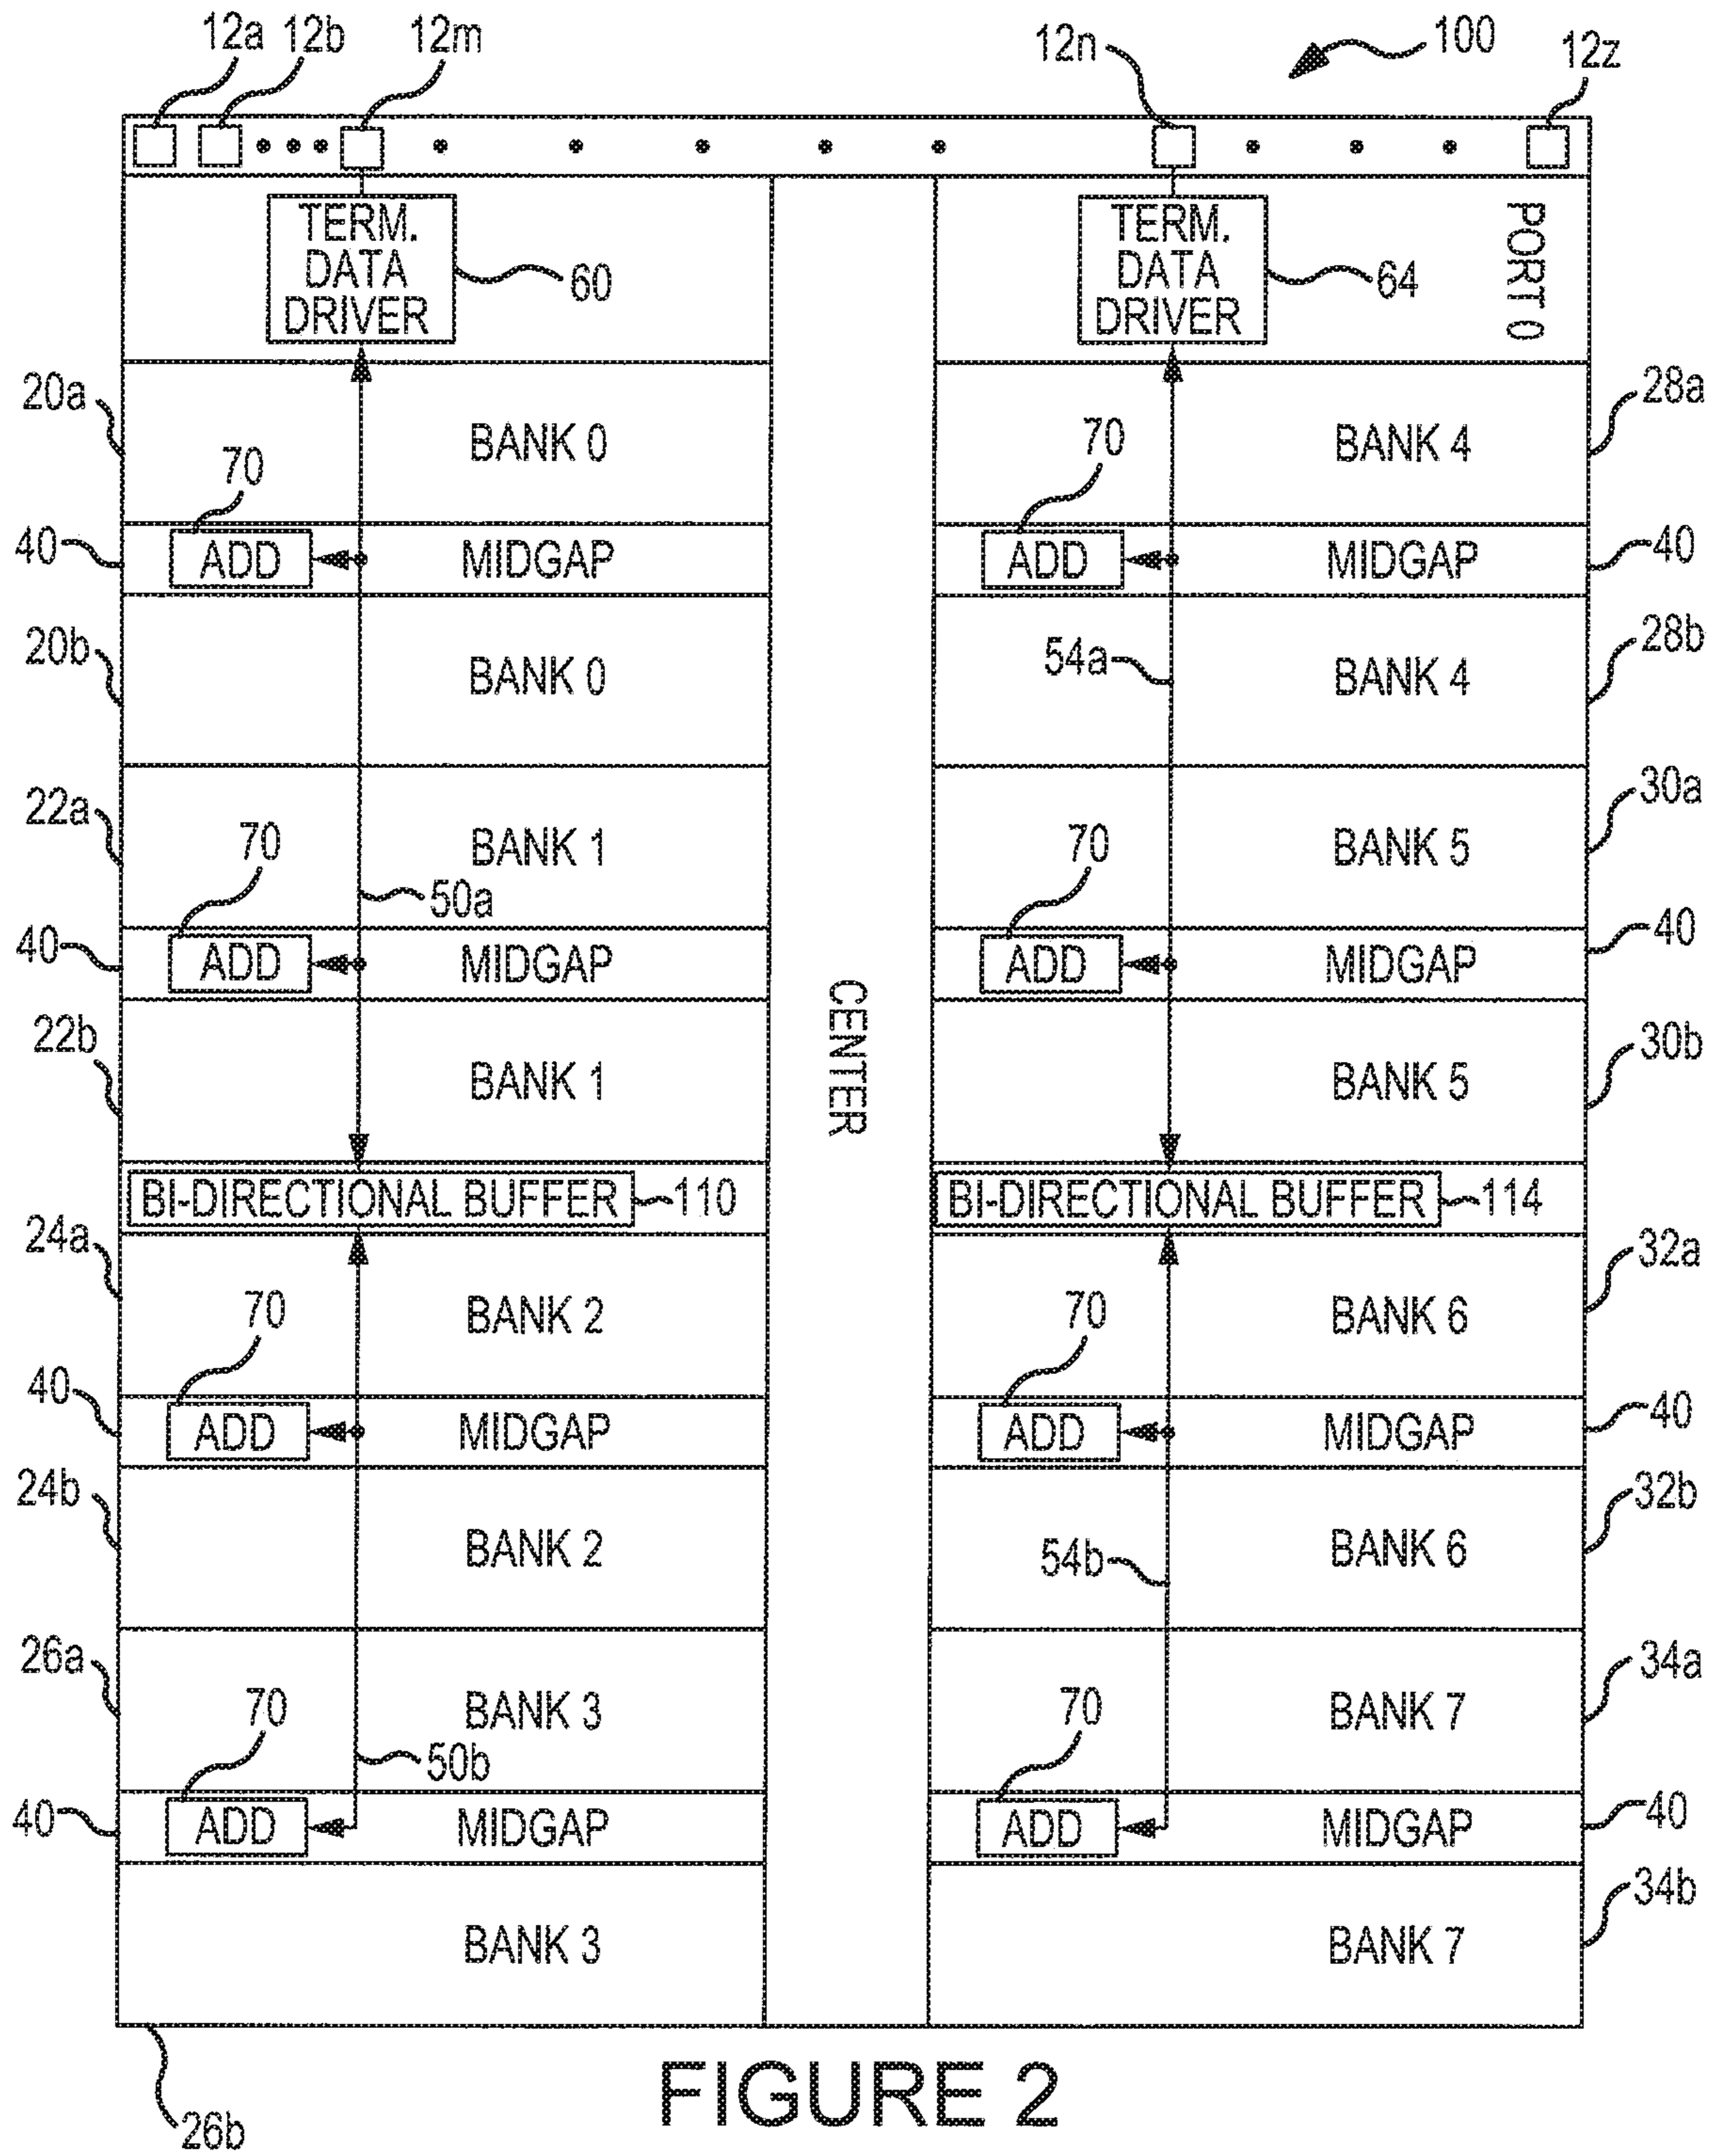 12a 12b 12m 12n 100 12z
TERM. DATA DRIVER
60
TERM. DATA DRIVER
64
PORT 0
20a
BANK 0
70
BANK 4
28a
70
40
ADD
MIDGAP
ADD
MIDGAP
40
20b
BANK 0
54a
BANK 4
28b
22a
70
BANK 1
50a
70
BANK 5
30a
40
ADD
MIDGAP
CENTER
ADD
MIDGAP
40
22b
BANK 1
BANK 5
30b
BI-DIRECTIONAL BUFFER
110
BI-DIRECTIONAL BUFFER
114
24a
70
BANK 2
70
BANK 6
32a
40
ADD
MIDGAP
ADD
MIDGAP
40
24b
BANK 2
54b
BANK 6
32b
26a
70
BANK 3
50b
70
BANK 7
34a
40
ADD
MIDGAP
ADD
MIDGAP
40
BANK 3
BANK 7
34b
26b
FIGURE 2